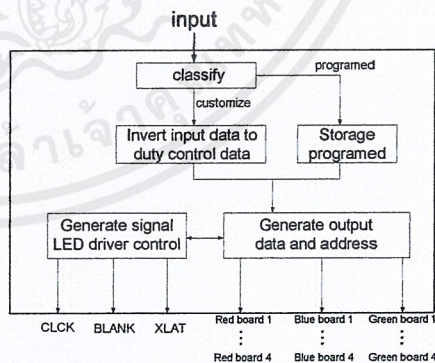 input
classify
programed
customize
Invert input data to
duty control data
Storage
programed
Generate signal
LED driver control
Generate output
data and address
CLCK
BLANK
XLAT
Red board 1
Blue board 1
Green board 1
Red board 4
Blue board 4
Green board 4